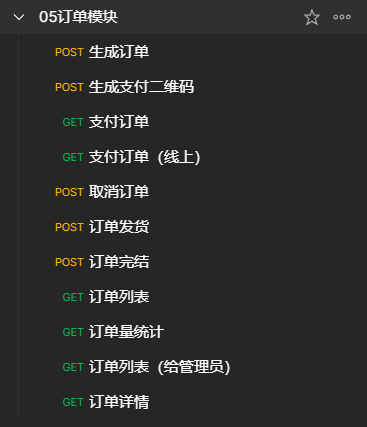 05订单模块
POST 生成订单
POST 生成支付二维码
GET 支付订单
GET 支付订单（线上）
POST 取消订单
POST 订单发货
POST 订单完结
GET 订单列表
GET 订单量统计
GET 订单列表（给管理员）
GET 订单详情